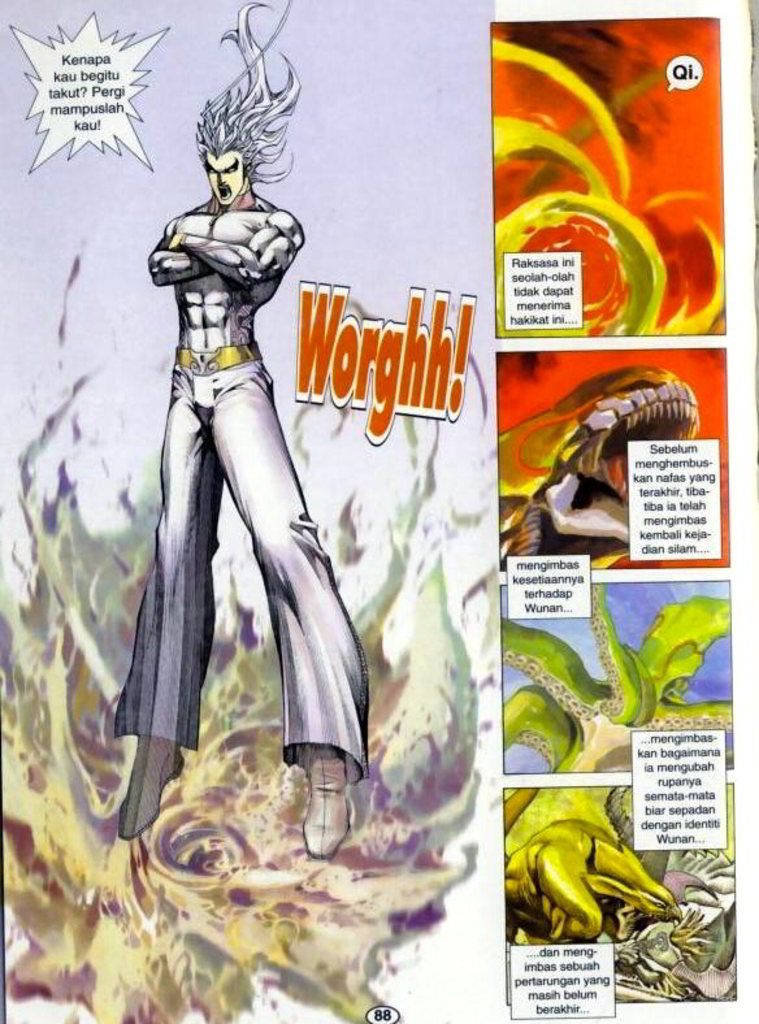 Kenapa
kau begitu
takut? Pergi
mampuslah
kau!
Worghh!
Qi.
Raksasa ini
seolah-olah
tidak dapat
menerima
hakikat ini....
Sebelum
menghembus-
kan nafas yang
terakhir, tiba-
tiba ia telah
mengimbas
kembali keja-
dian silam....
mengimbas
kesetiaannya
terhadap
Wunan...
...mengimbas-
kan bagaimana
ia mengubah
rupanya
semata-mata
biar sepadan
dengan identiti
Wunan...
....dan meng-
imbas sebuah
pertarungan yang
masih belum
berakhir...
88